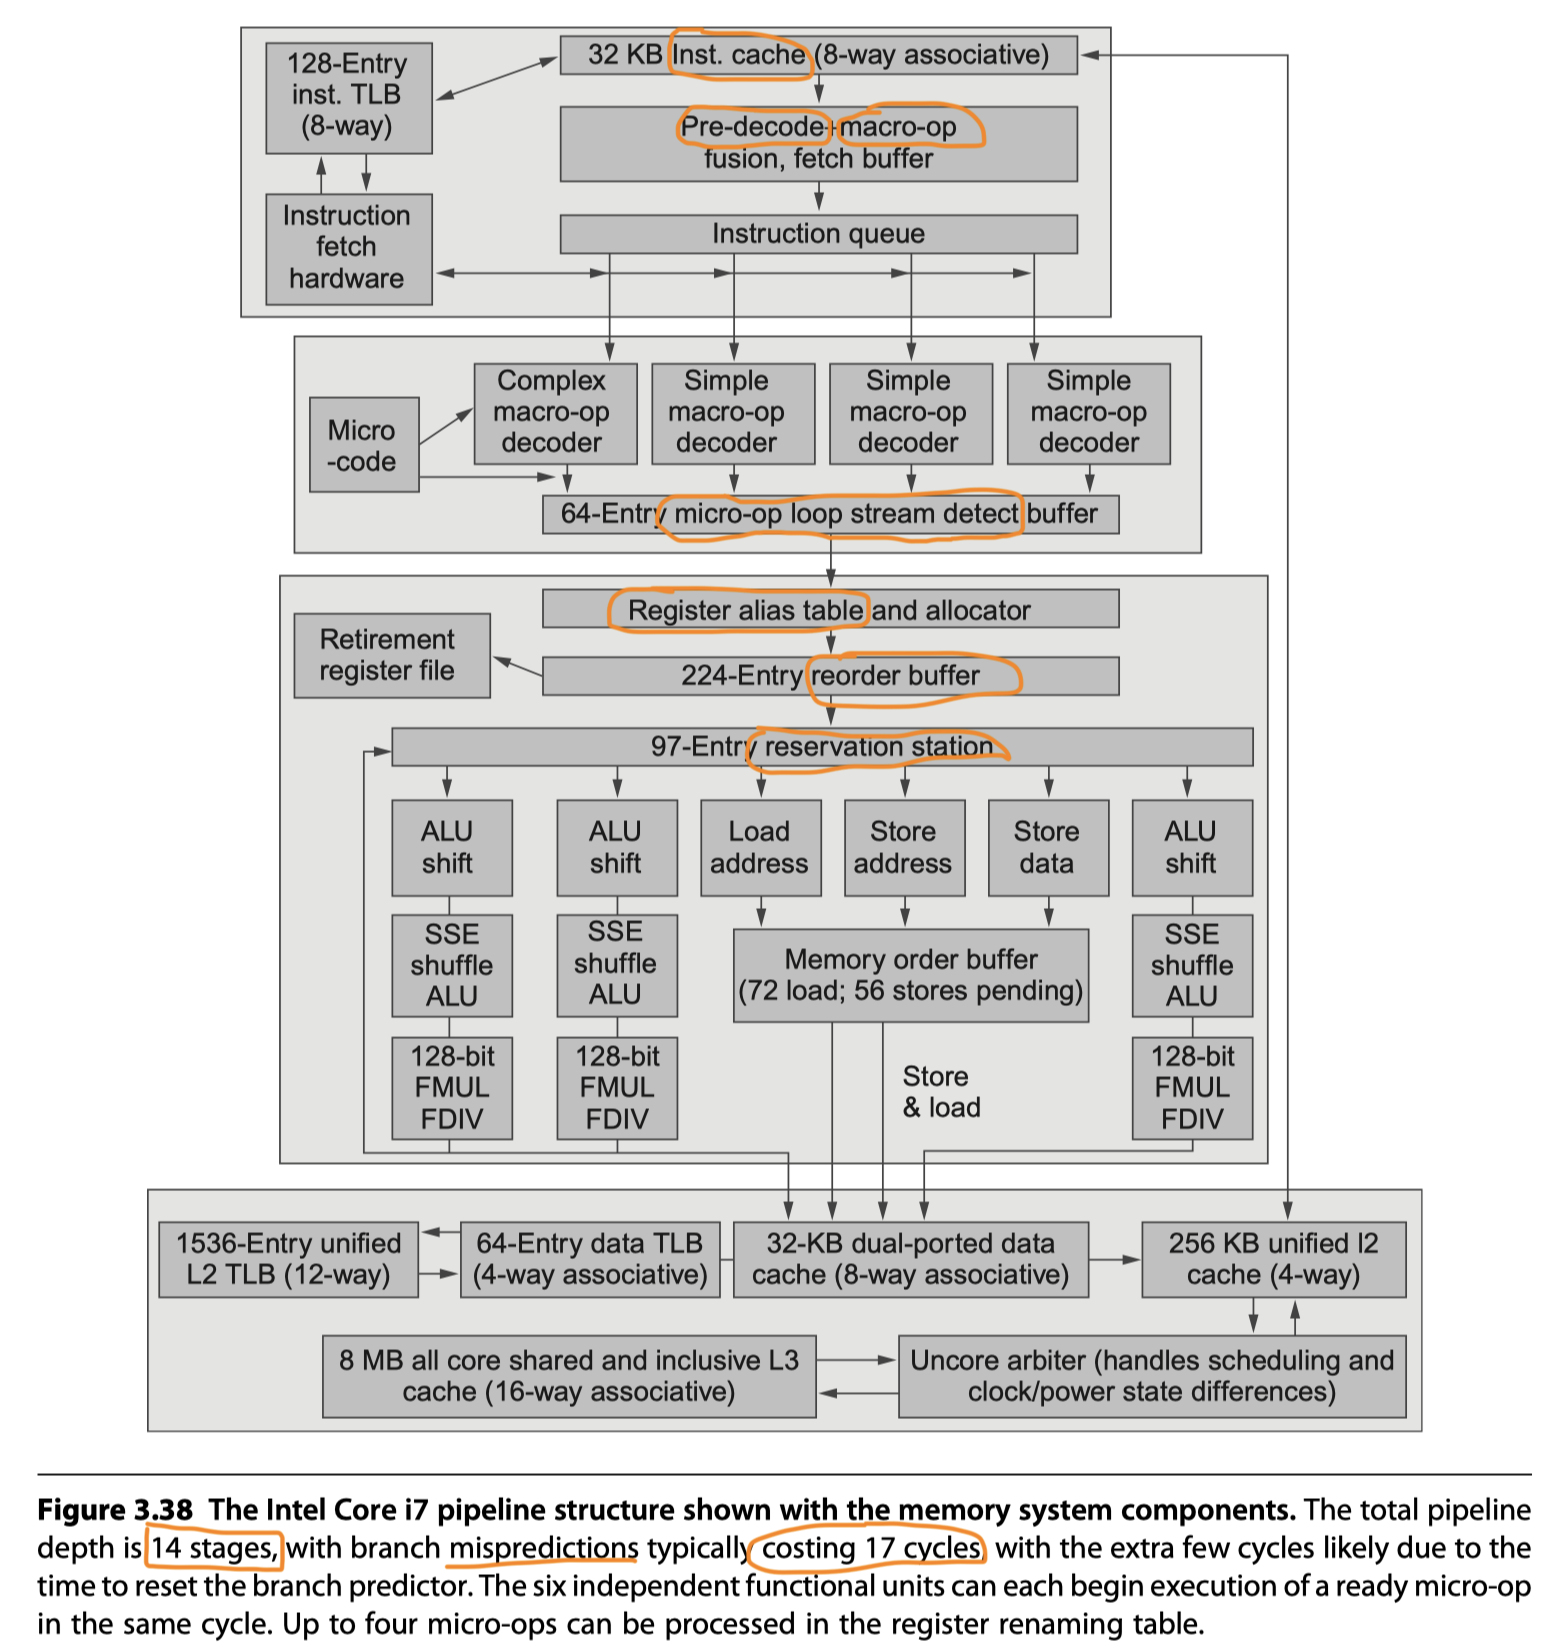 128-Entry
inst. TLB
(8-way)
32 KB Inst. cache (8-way associative)
Pre-decode+macro-op
fusion, fetch buffer
Instruction
fetch
hardware
Instruction queue
Micro
-code
Complex
macro-op
decoder
Simple
macro-op
decoder
Simple
macro-op
decoder
Simple
macro-op
decoder
64-Entry micro-op loop stream detect buffer
Register alias table and allocator
Retirement
register file
224-Entry reorder buffer
97-Entry reservation station
ALU
shift
ALU
shift
Load
address
Store
address
Store
data
ALU
shift
SSE
shuffle
ALU
SSE
shuffle
ALU
Memory order buffer
(72 load; 56 stores pending)
SSE
shuffle
ALU
128-bit
FMUL
FDIV
128-bit
FMUL
FDIV
Store
& load
128-bit
FMUL
FDIV
1536-Entry unified
L2 TLB (12-way)
64-Entry data TLB
(4-way associative)
32-KB dual-ported data
cache (8-way associative)
256 KB unified l2
cache (4-way)
8 MB all core shared and inclusive L3
cache (16-way associative)
Uncore arbiter (handles scheduling and
clock/power state differences)
Figure 3.38 The Intel Core i7 pipeline structure shown with the memory system components. The total pipeline
depth is 14 stages, with branch mispredictions typically costing 17 cycles, with the extra few cycles likely due to the
time to reset the branch predictor. The six independent functional units can each begin execution of a ready micro-op
in the same cycle. Up to four micro-ops can be processed in the register renaming table.